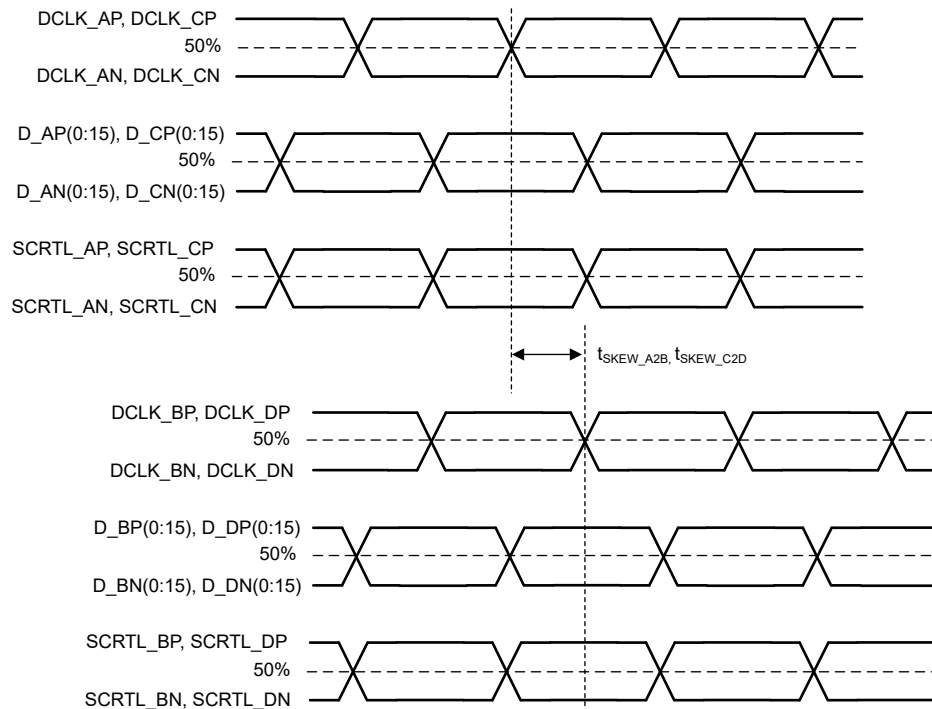 DCLK_AP, DCLK_CP
50%
DCLK_AN, DCLK_CN
D_AP(0:15), D_CP(0:15)
50%
D_AN(0:15), D_CN(0:15)
SCRTL_AP, SCRTL_CP
50%
SCRTL_AN, SCRTL_CN
tSKEW_A2B, tSKEW_C2D
DCLK_BP, DCLK_DP
50%
DCLK_BN, DCLK_DN
D_BP(0:15), D_DP(0:15)
50%
D_BN(0:15), D_DN(0:15)
SCRTL_BP, SCRTL_DP
50%
SCRTL_BN, SCRTL_DN